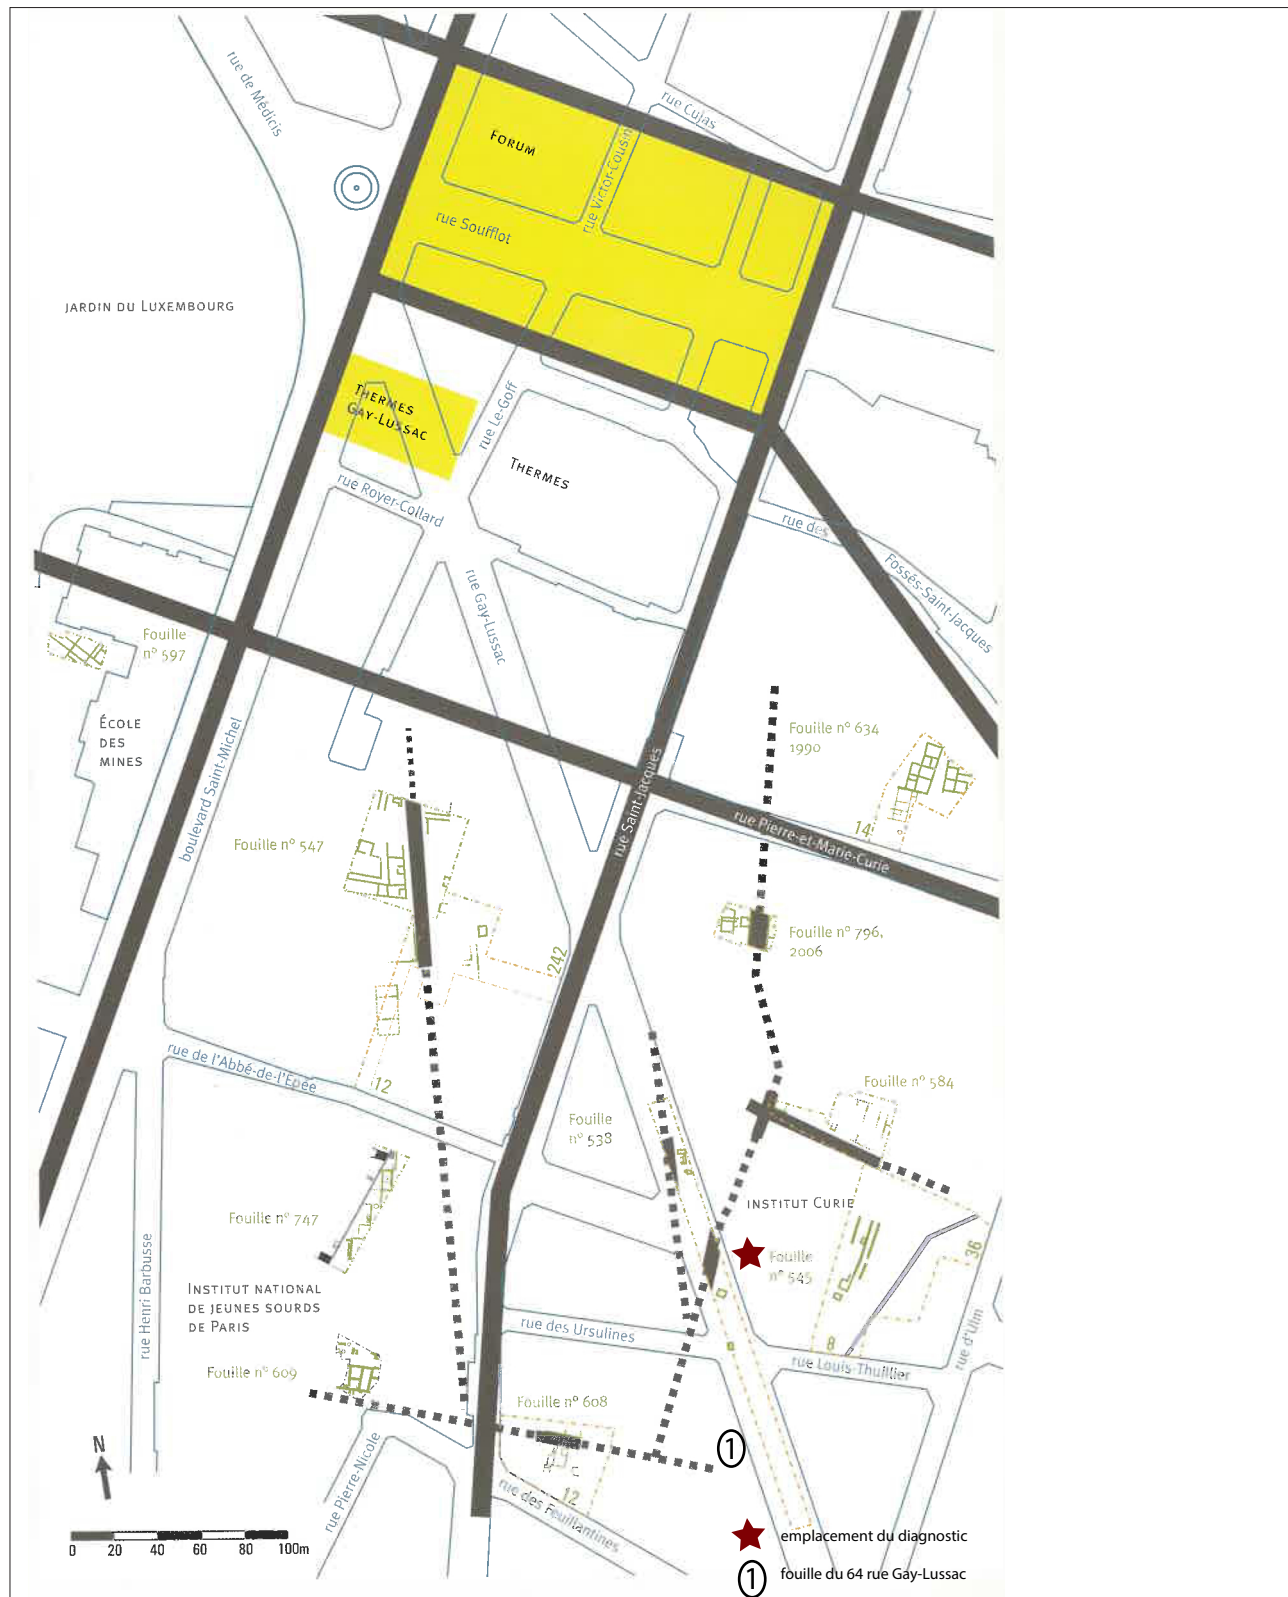 rue de Médicis
rue Cujas
FORUM
rue Victor-Cousin
rue Soufflot
JARDIN DU LUXEMBOURG
THERMES
GAY-LUSSAC
rue Le-Goff
THERMES
rue Royer-Collard
rue des
Fossés-Saint-Jacques
rue Gay-Lussac
Fouille
n° 597
ÉCOLE
DES
MINES
boulevard Saint-Michel
Fouille n° 634
1990
14
rue Saint-Jacques
rue Pierre-et-Marie-Curie
Fouille n° 547
Fouille n° 796,
2006
242
rue de l'Abbé-de-l'Epée
12
Fouille n° 584
Fouille
n° 538
INSTITUT CURIE
Fouille n° 747
Fouille
n° 545
36
INSTITUT NATIONAL
DE JEUNES SOURDS
DE PARIS
rue Henri Barbusse
rue des Ursulines
8
rue Louis-Thuillier
rue d'Ulm
Fouille n° 609
Fouille n° 608
1
N
rue Pierre-Nicole
12
rue des Feuillantines
0 20 40 60 80 100m
emplacement du diagnostic
1 fouille du 64 rue Gay-Lussac